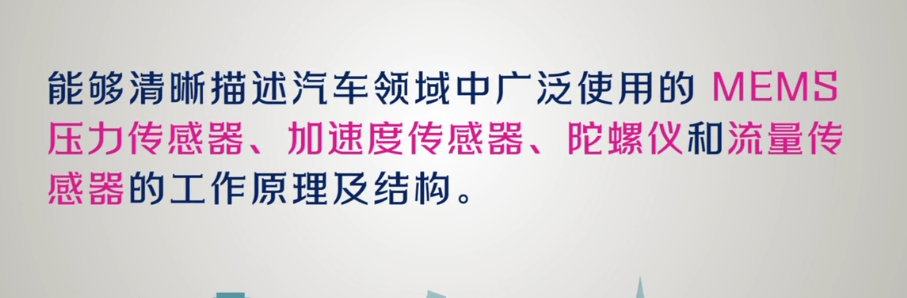 能够清晰描述汽车领域中广泛使用的 MEMS
压力传感器、加速度传感器、陀螺仪和流量传
感器的工作原理及结构。